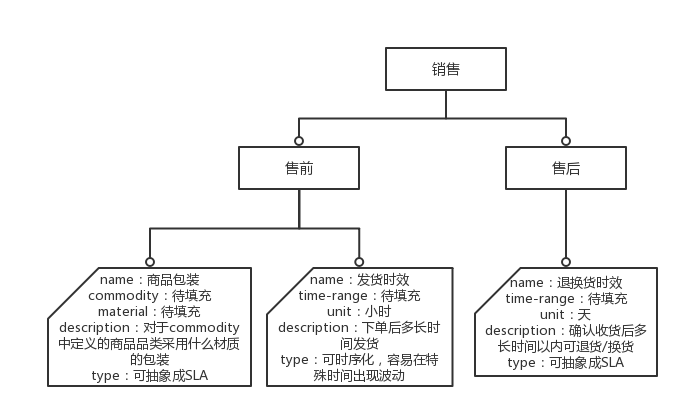 销售
售前
售后
name：商品包装
commodity：待填充
material：待填充
description：对于commodity
中定义的商品品类采用什么材质
的包装
type：可抽象成SLA
name：发货时效
time-range：待填充
unit：小时
description：下单后多长时
间发货
type：可时序化，容易在特
殊时间出现波动
name：退换货时效
time-range：待填充
unit：天
description：确认收货后多
长时间以内可退货/换货
type：可抽象成SLA